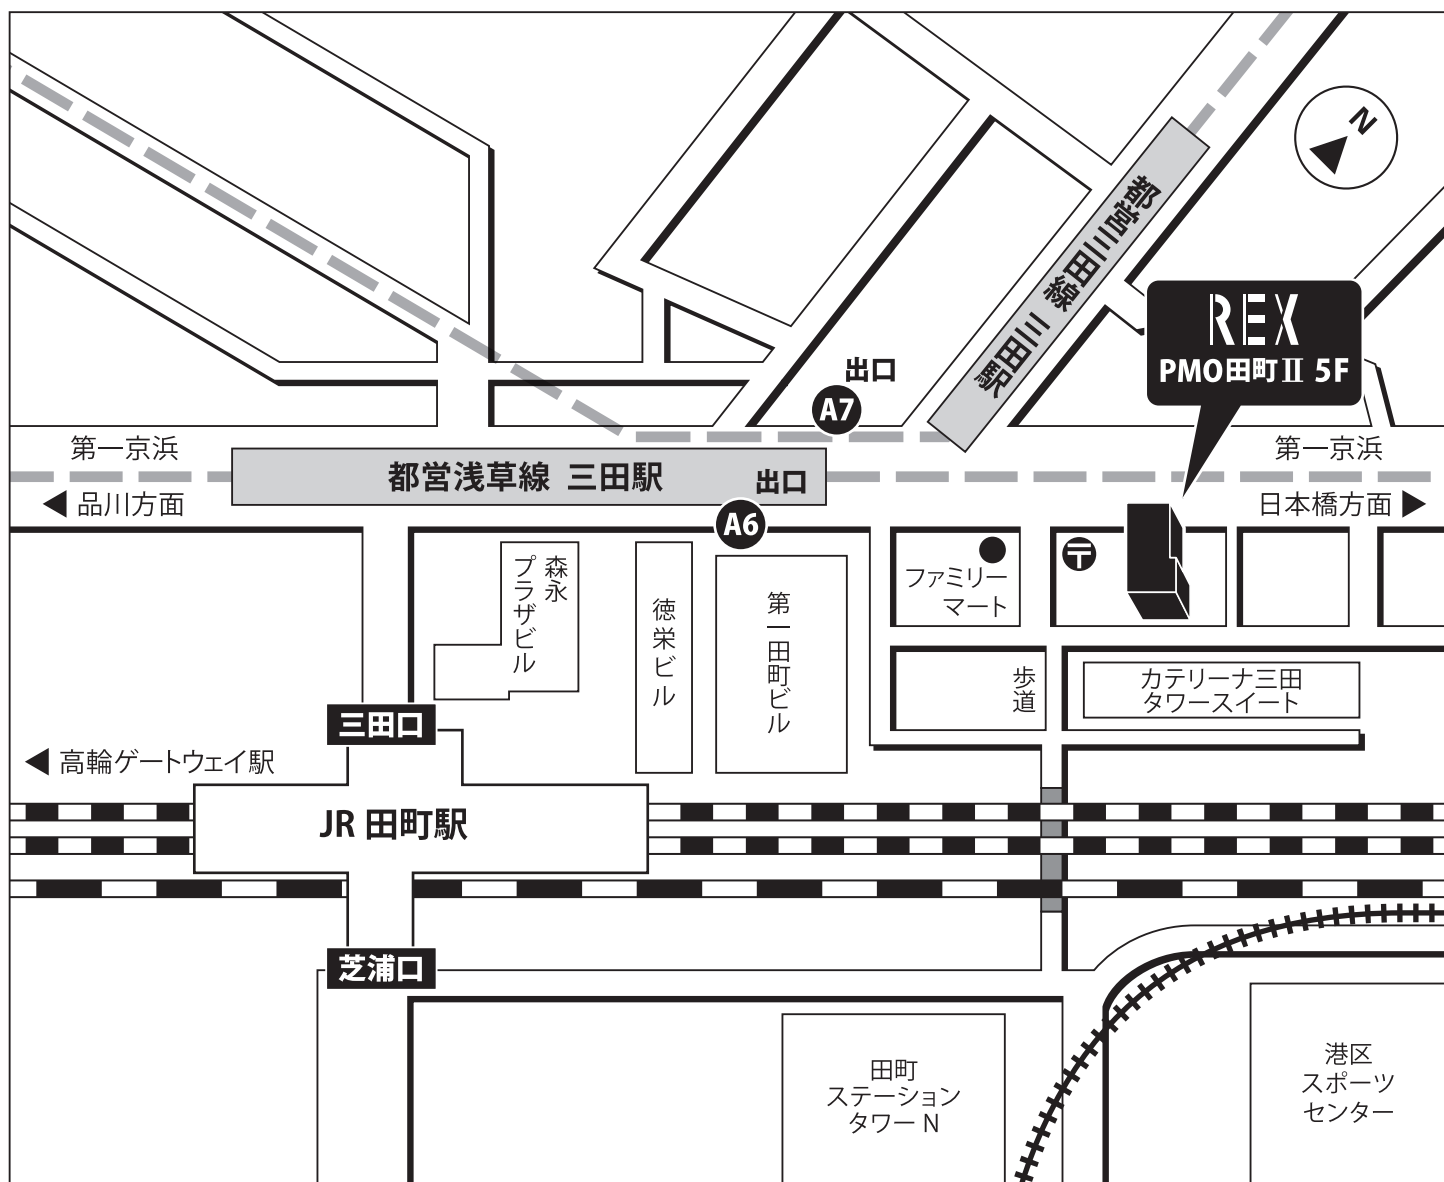 N
都営三田線 三田駅
REX
PMO田町Ⅱ 5F
出口
A7
第一京浜
第一京浜
都営浅草線 三田駅
出口
品川方面
日本橋方面
A6
森永
プラザビル
徳栄ビル
第一田町ビル
ファミリー
マート
〒
歩道
カテリーナ三田
タワースイート
三田口
高輪ゲートウェイ駅
JR 田町駅
芝浦口
田町
ステーション
タワー N
港区
スポーツ
センター